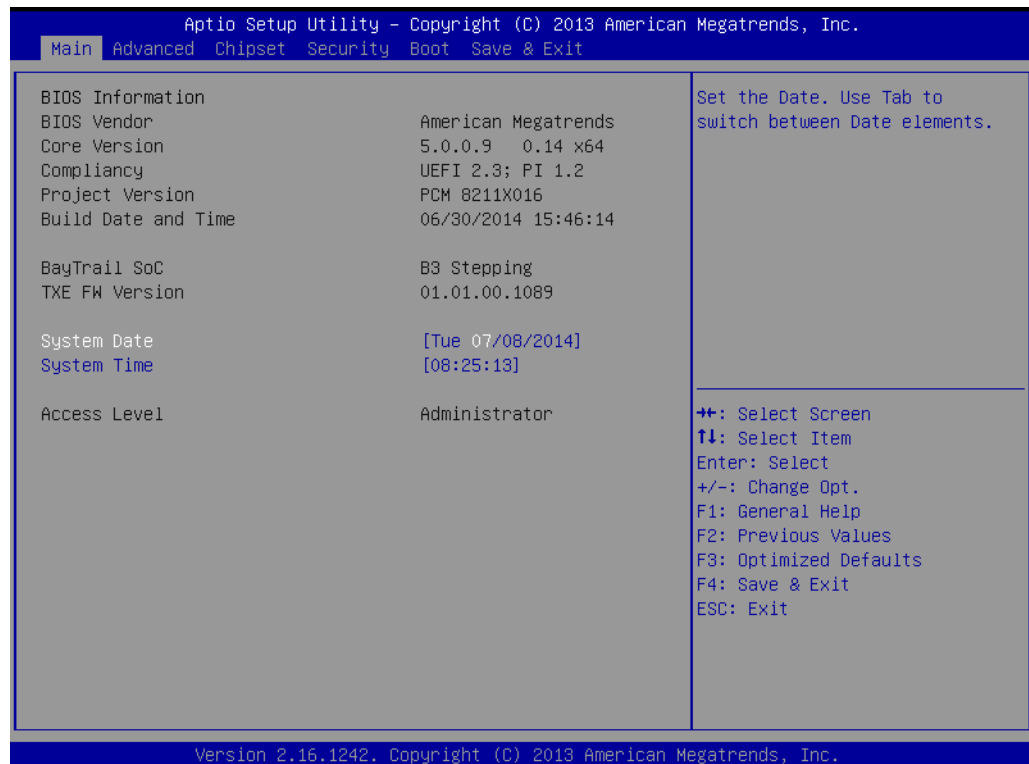 Aptio Setup Utility – Copyright (C) 2013 American Megatrends, Inc.
Main Advanced Chipset Security Boot Save & Exit
BIOS Information
BIOS Vendor American Megatrends
Core Version 5.0.0.9 0.14 x64
Compliancy UEFI 2.3; PI 1.2
Project Version PCM 8211X016
Build Date and Time 06/30/2014 15:46:14
BayTrail SoC B3 Stepping
TXE FW Version 01.01.00.1089
System Date [Tue 07/08/2014]
System Time [08:25:13]
Access Level Administrator
Set the Date. Use Tab to
switch between Date elements.
→←: Select Screen
↑↓: Select Item
Enter: Select
+/-: Change Opt.
F1: General Help
F2: Previous Values
F3: Optimized Defaults
F4: Save & Exit
ESC: Exit
Version 2.16.1242. Copyright (C) 2013 American Megatrends, Inc.